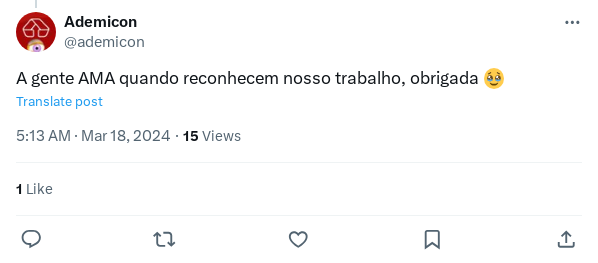 Ademicon
@ademicon
A gente AMA quando reconhecem nosso trabalho, obrigada 🥹
Translate post
5:13 AM · Mar 18, 2024 · 15 Views
1 Like